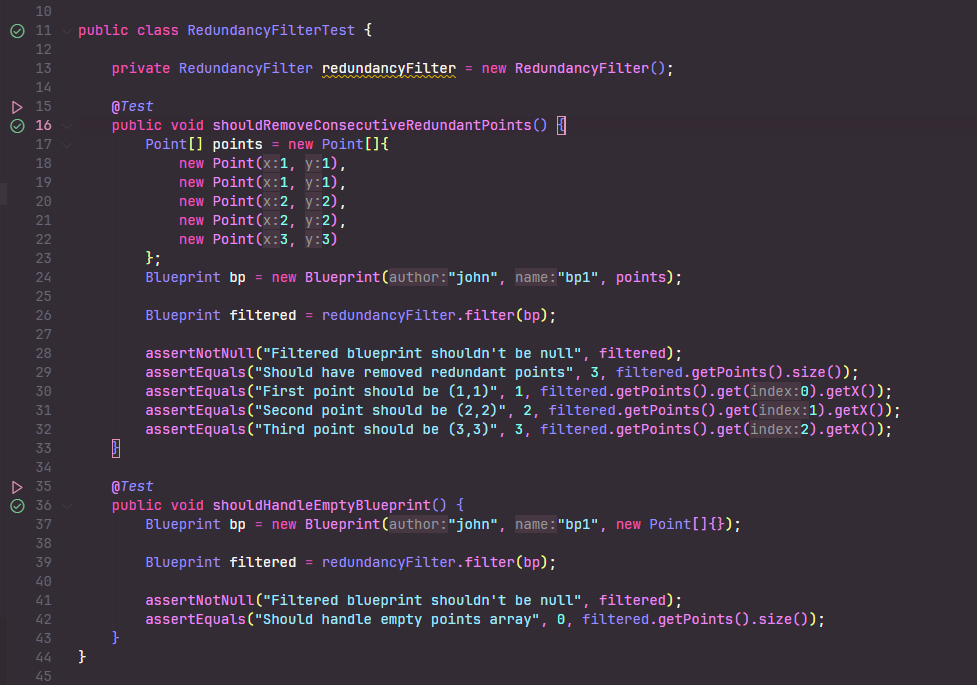 10
11 public class RedundancyFilterTest {
12
13 private RedundancyFilter redundancyFilter = new RedundancyFilter();
14
15 @Test
16 public void shouldRemoveConsecutiveRedundantPoints() {
17 Point[] points = new Point[]{
18 new Point(x:1, y:1),
19 new Point(x:1, y:1),
20 new Point(x:2, y:2),
21 new Point(x:2, y:2),
22 new Point(x:3, y:3)
23 };
24 Blueprint bp = new Blueprint(author:"john", name:"bp1", points);
25
26 Blueprint filtered = redundancyFilter.filter(bp);
27
28 assertNotNull("Filtered blueprint shouldn't be null", filtered);
29 assertEquals("Should have removed redundant points", 3, filtered.getPoints().size());
30 assertEquals("First point should be (1,1)", 1, filtered.getPoints().get(index:0).getX());
31 assertEquals("Second point should be (2,2)", 2, filtered.getPoints().get(index:1).getX());
32 assertEquals("Third point should be (3,3)", 3, filtered.getPoints().get(index:2).getX());
33 }
34
35 @Test
36 public void shouldHandleEmptyBlueprint() {
37 Blueprint bp = new Blueprint(author:"john", name:"bp1", new Point[]{});
38
39 Blueprint filtered = redundancyFilter.filter(bp);
40
41 assertNotNull("Filtered blueprint shouldn't be null", filtered);
42 assertEquals("Should handle empty points array", 0, filtered.getPoints().size());
43 }
44 }
45